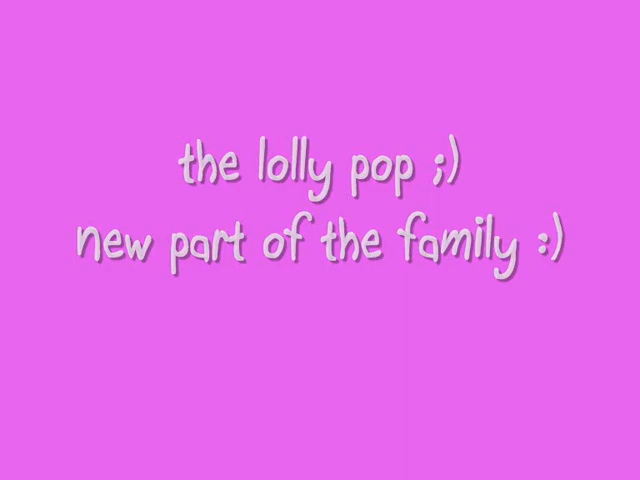 the lolly pop ;)
new part of the family :)